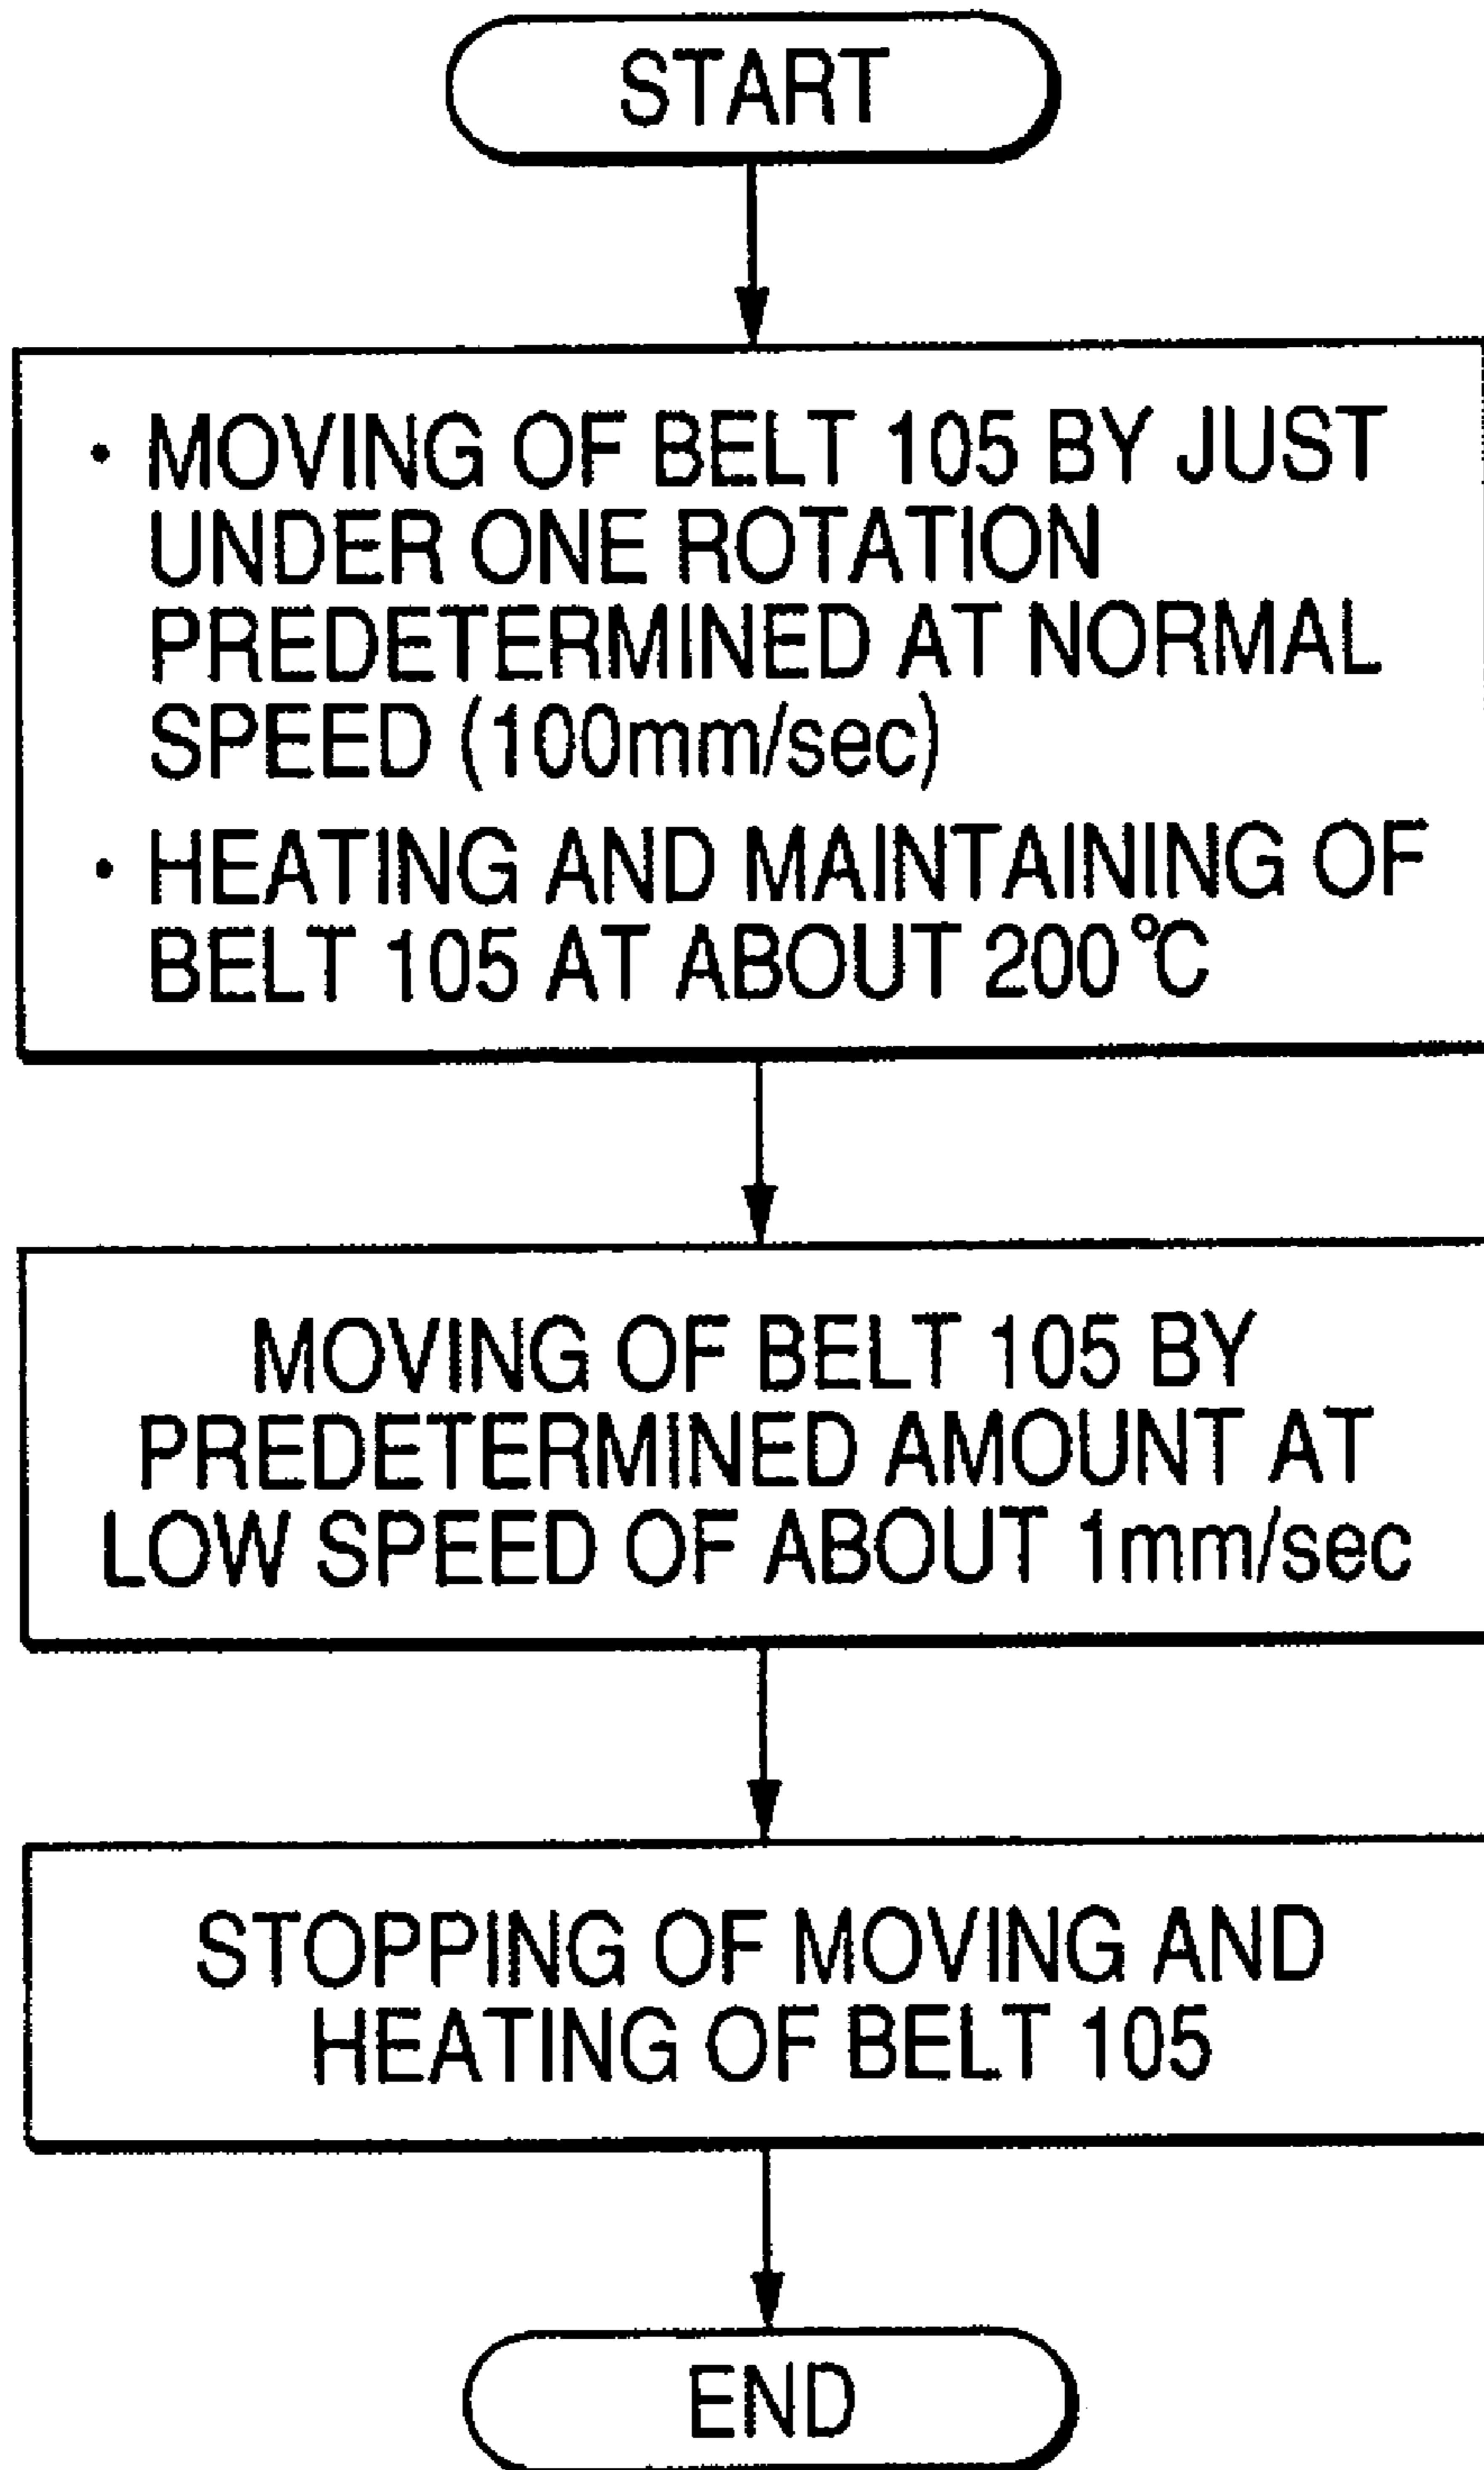 START
· MOVING OF BELT 105 BY JUST
UNDER ONE ROTATION
PREDETERMINED AT NORMAL
SPEED (100mm/sec)
· HEATING AND MAINTAINING OF
BELT 105 AT ABOUT 200℃
MOVING OF BELT 105 BY
PREDETERMINED AMOUNT AT
LOW SPEED OF ABOUT 1mm/sec
STOPPING OF MOVING AND
HEATING OF BELT 105
END